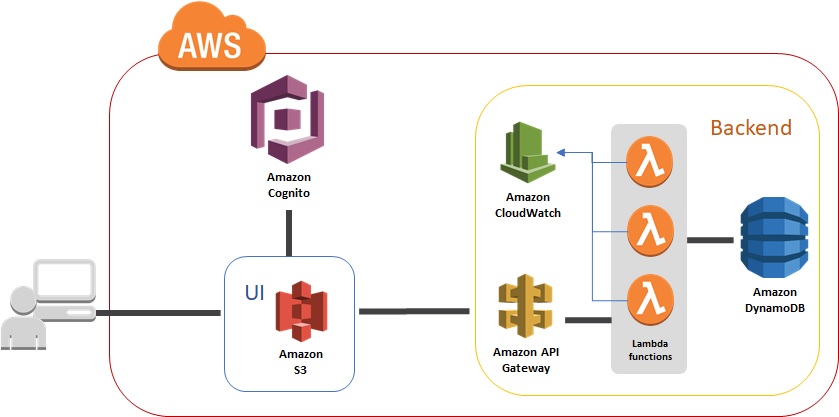 AWS
Amazon
Cognito
UI
Amazon
S3
Backend
Amazon
CloudWatch
Amazon API
Gateway
λ
λ
λ
Lambda
functions
Amazon
DynamoDB